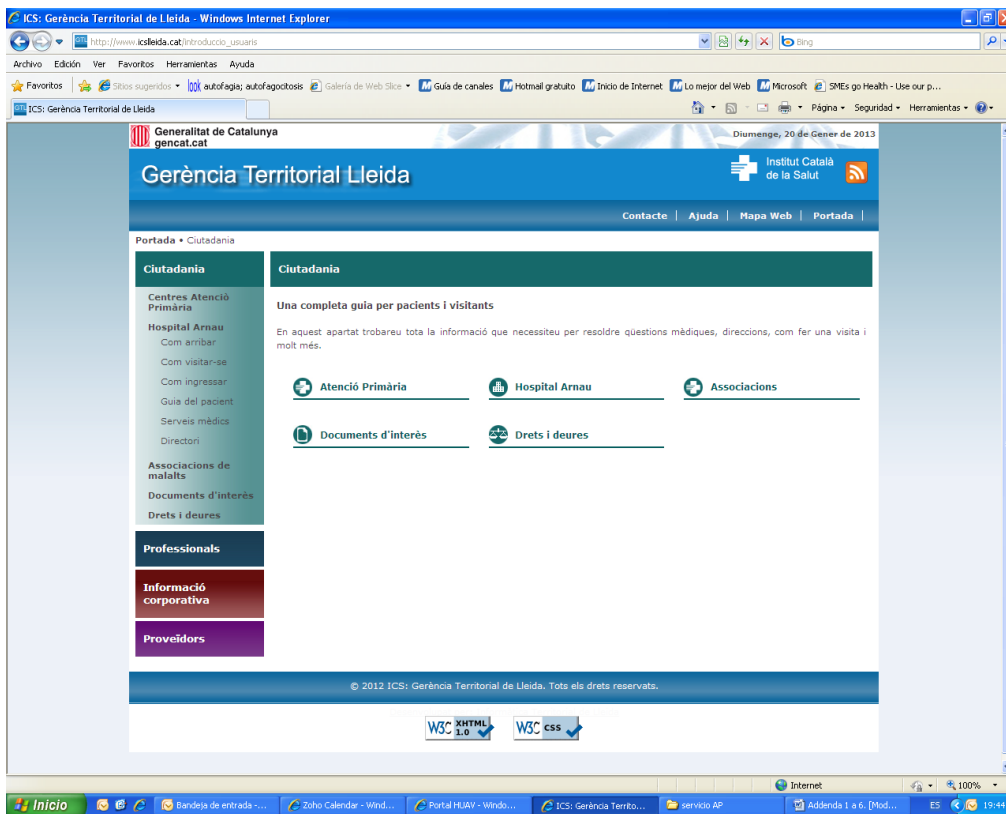 ICS: Gerència Territorial de Lleida - Windows Internet Explorer
http://www.icslleida.cat/introduccio_usuaris
Bing
Archivo Edición Ver Favoritos Herramientas Ayuda
Favoritos Sitios sugeridos autofagia; autofagocitosis Galería de Web Slice Guía de canales Hotmail gratuito Inicio de Internet Lo mejor del Web Microsoft SMEs go Health - Use our p...
GTL ICS: Gerència Territorial de Lleida
Página Seguridad Herramientas
Generalitat de Catalunya
gencat.cat
Diumenge, 20 de Gener de 2013
Gerència Territorial Lleida
Institut Català
de la Salut
Contacte | Ajuda | Mapa Web | Portada |
Portada • Ciutadania
Ciutadania
Centres Atenció
Primària
Hospital Arnau
Com arribar
Com visitar-se
Com ingressar
Guia del pacient
Serveis mèdics
Directori
Associacions de
malalts
Documents d'interès
Drets i deures
Professionals
Informació
corporativa
Proveïdors
Ciutadania
Una completa guia per pacients i visitants
En aquest apartat trobareu tota la informació que necessiteu per resoldre qüestions mèdiques, direccions, com fer una visita i
molt més.
Atenció Primària
Hospital Arnau
Associacions
Documents d'interès
Drets i deures
© 2012 ICS: Gerència Territorial de Lleida. Tots els drets reservats.
W3C XHTML 1.0
W3C css
Internet
100%
Inicio
Bandeja de entrada -...
Zoho Calendar - Wind...
Portal HUAV - Windo...
ICS: Gerència Territo...
servicio AP
Addenda 1 a 6. [Mod...
ES
19:44